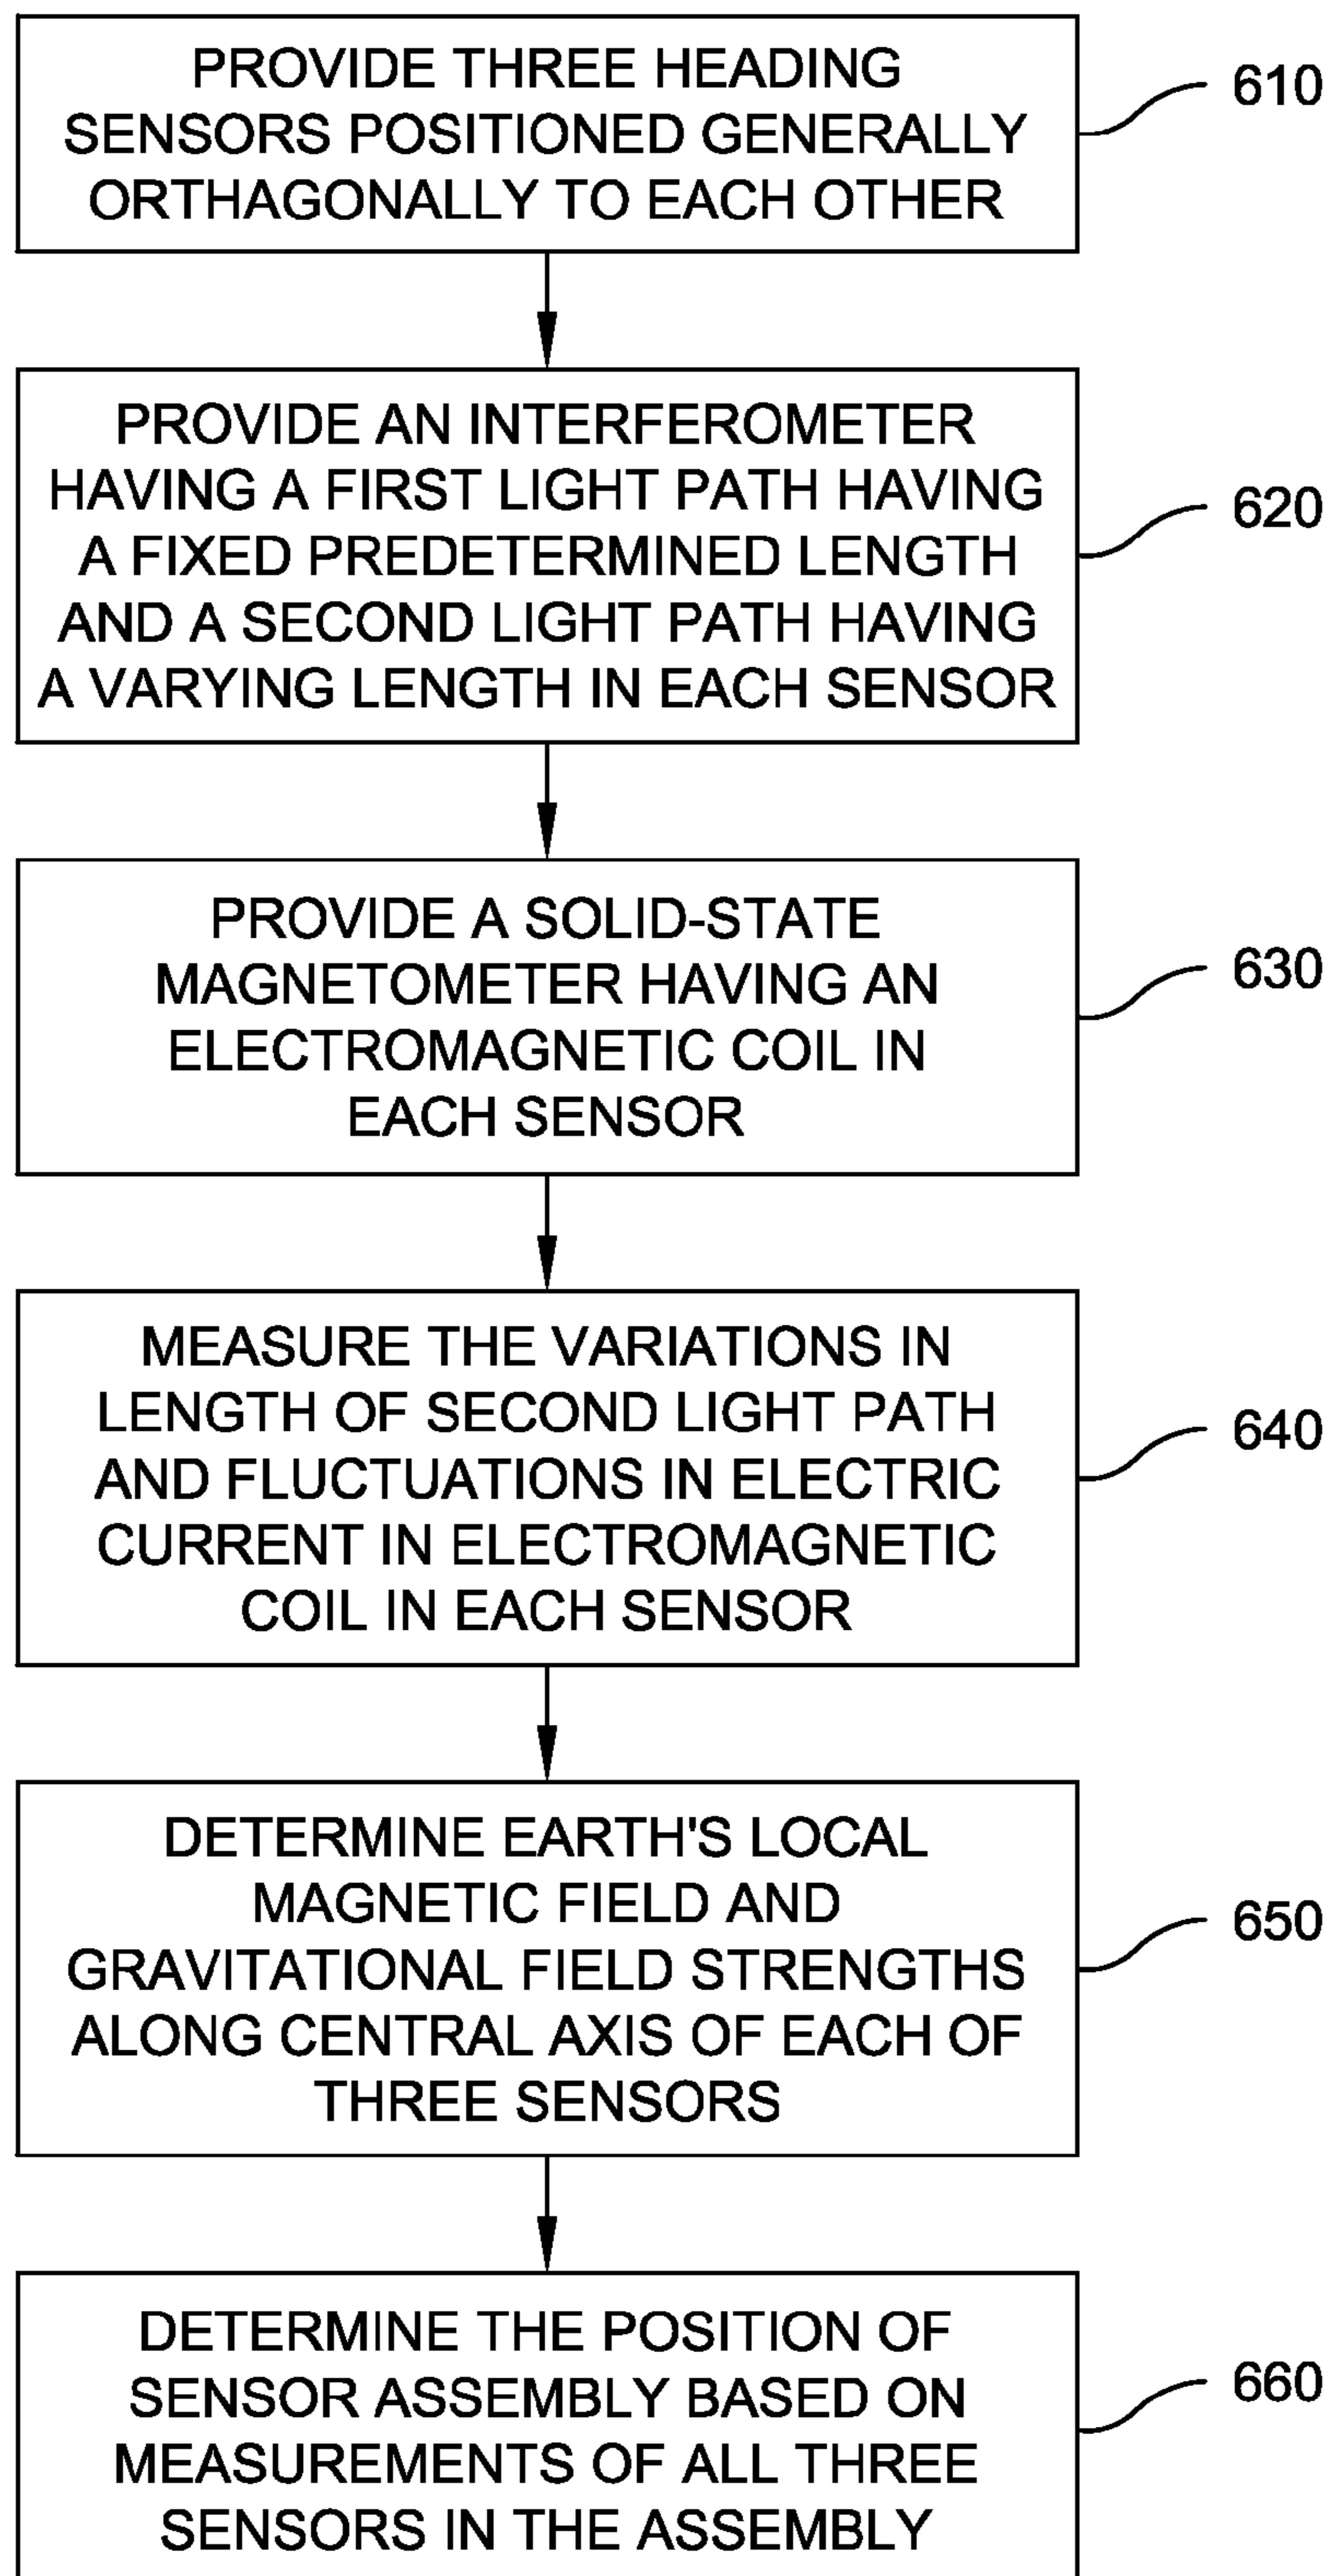 PROVIDE THREE HEADING
SENSORS POSITIONED GENERALLY
ORTHAGONALLY TO EACH OTHER
610
PROVIDE AN INTERFEROMETER
HAVING A FIRST LIGHT PATH HAVING
A FIXED PREDETERMINED LENGTH
AND A SECOND LIGHT PATH HAVING
A VARYING LENGTH IN EACH SENSOR
620
PROVIDE A SOLID-STATE
MAGNETOMETER HAVING AN
ELECTROMAGNETIC COIL IN
EACH SENSOR
630
MEASURE THE VARIATIONS IN
LENGTH OF SECOND LIGHT PATH
AND FLUCTUATIONS IN ELECTRIC
CURRENT IN ELECTROMAGNETIC
COIL IN EACH SENSOR
640
DETERMINE EARTH'S LOCAL
MAGNETIC FIELD AND
GRAVITATIONAL FIELD STRENGTHS
ALONG CENTRAL AXIS OF EACH OF
THREE SENSORS
650
DETERMINE THE POSITION OF
SENSOR ASSEMBLY BASED ON
MEASUREMENTS OF ALL THREE
SENSORS IN THE ASSEMBLY
660